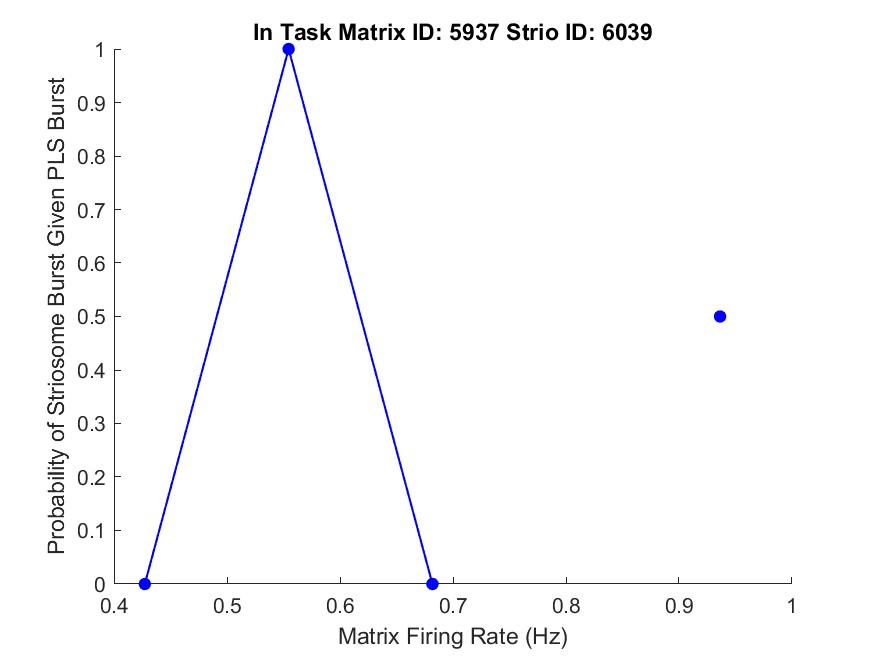 In Task Matrix ID: 5937 Strio ID: 6039
Probability of Striosome Burst Given PLS Burst
1
0.9
0.8
0.7
0.6
0.5
0.4
0.3
0.2
0.1
0
0.4 0.5 0.6 0.7 0.8 0.9 1
Matrix Firing Rate (Hz)